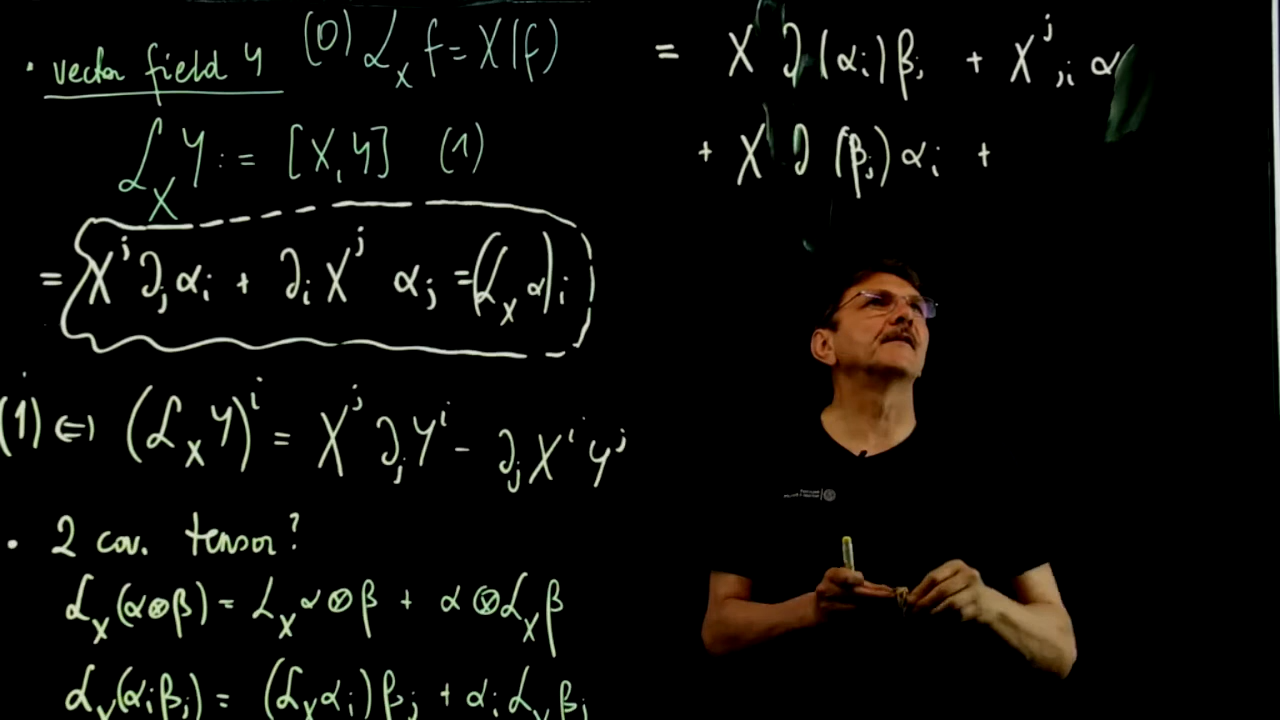 • vector field Y (0) ℒ_X f = X(f)
ℒ_X Y := [X,Y] (1)
= X^j ∂_j α_i + ∂_i X^j α_j = (ℒ_X α)_i
(1) ⇔ (ℒ_X Y)^i = X^j ∂_j Y^i - ∂_j X^i Y^j
• 2 cov. tensor?
ℒ_X(α⊗β) = ℒ_X α⊗β + α⊗ℒ_X β
ℒ_X(α_i β_j) = (ℒ_X α_i) β_j + α_i ℒ_X β_j
= X ∂ (α_i) β_j + X^j_{,i} α
+ X ∂ (β_j) α_i +